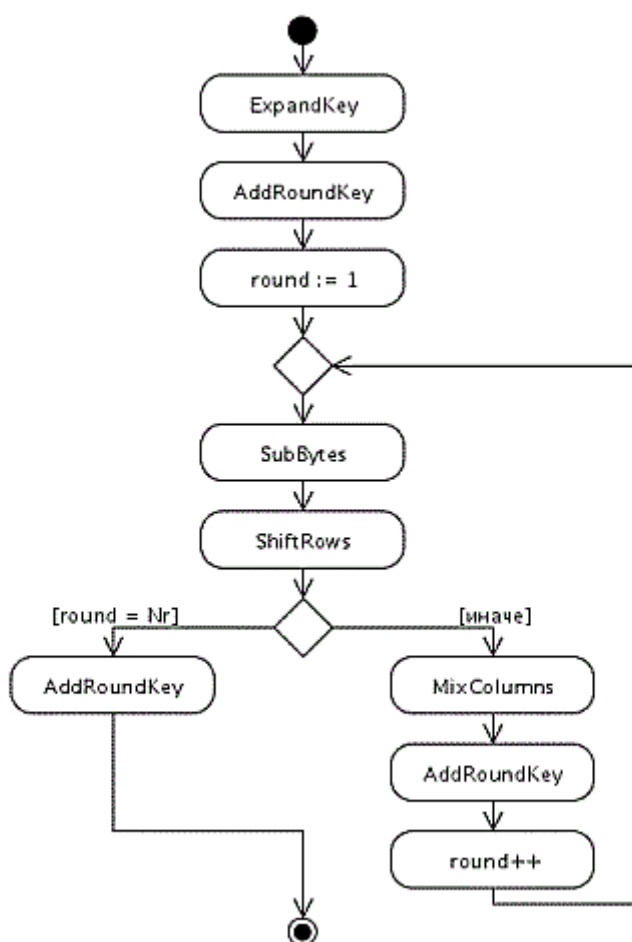 ExpandKey
AddRoundKey
round := 1
SubBytes
ShiftRows
[round = Nr]
[иначе]
AddRoundKey
MixColumns
AddRoundKey
round++